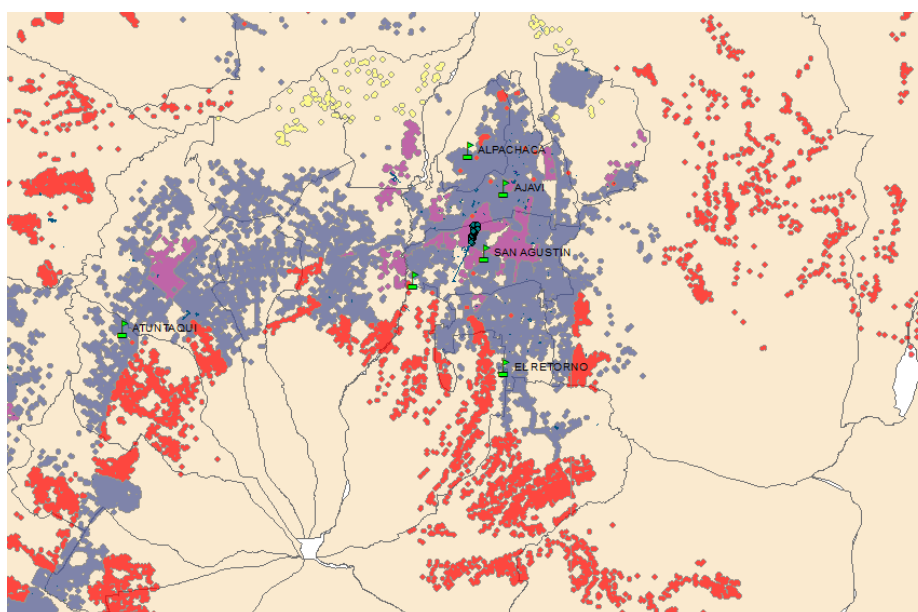 ALPACHACA
AJAVI
SAN AGUSTIN
ATUNTAQUI
EL RETORNO